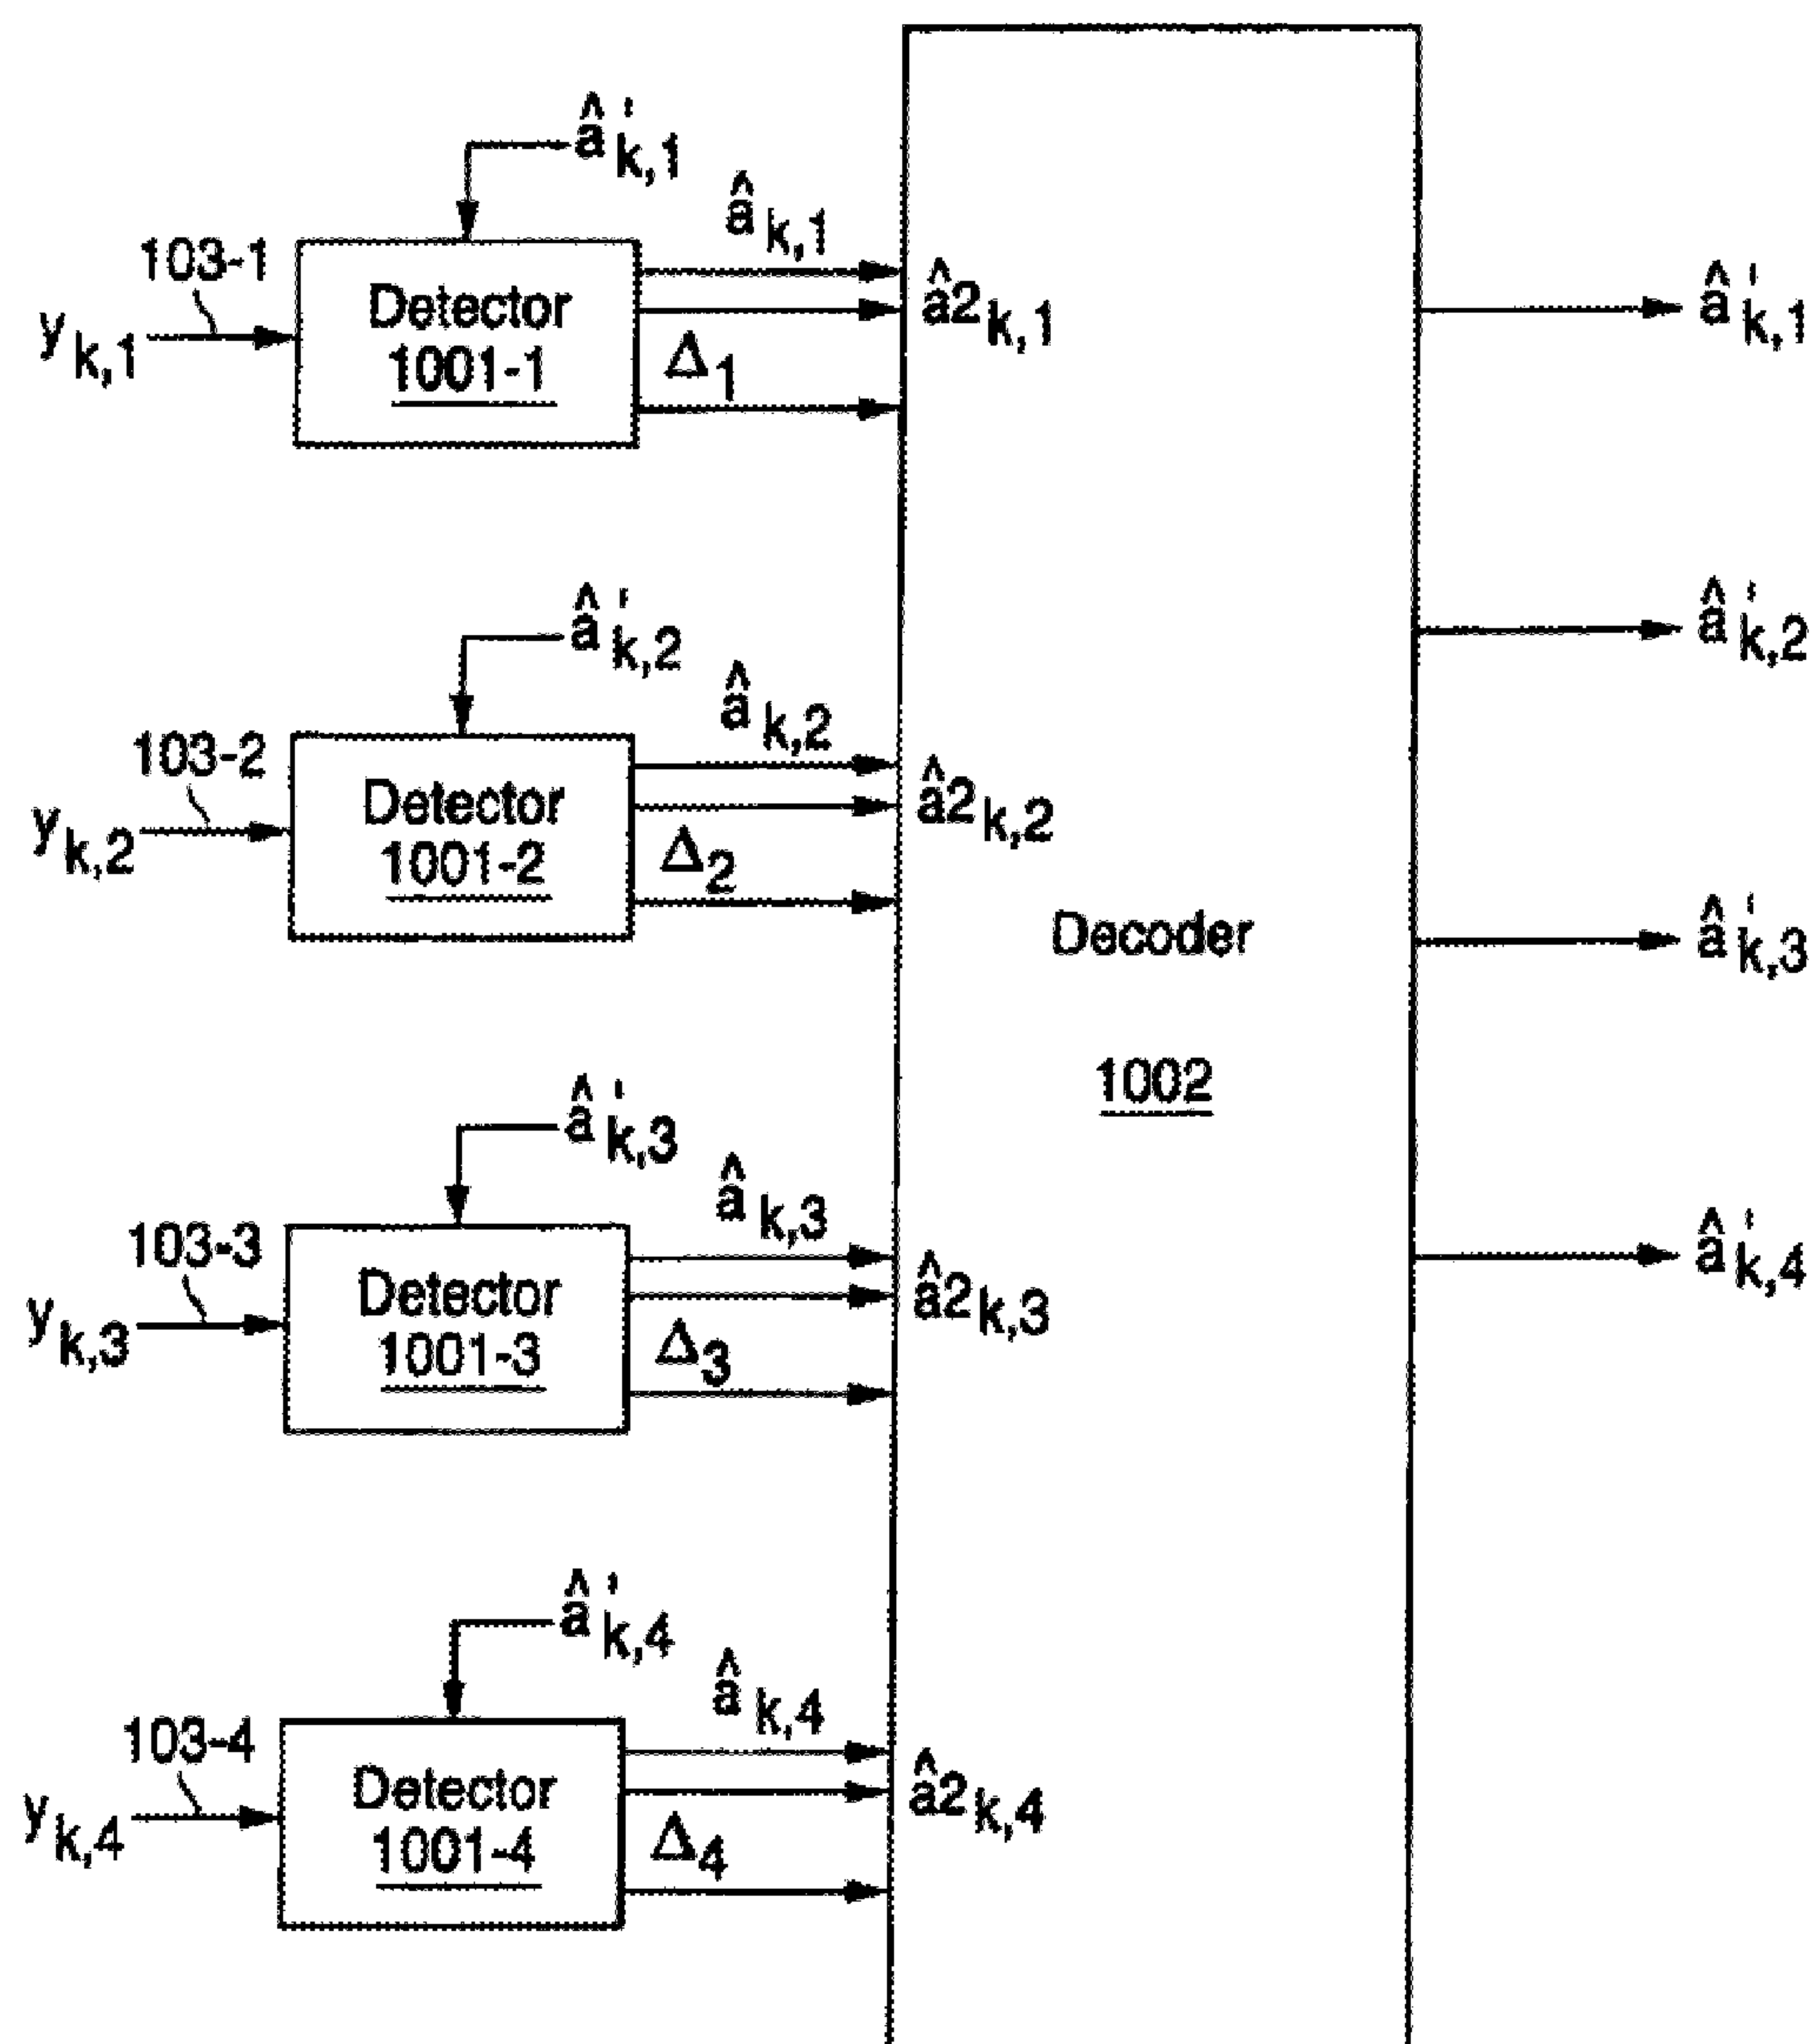 â'k,1
âk,1
103-1
yk,1
Detector
1001-1
Δ1
â2k,1
â'k,1
â'k,2
âk,2
103-2
yk,2
Detector
1001-2
Δ2
â2k,2
â'k,2
Decoder
1002
â'k,3
â'k,3
âk,3
103-3
yk,3
Detector
1001-3
Δ3
â2k,3
â'k,4
â'k,4
âk,4
103-4
yk,4
Detector
1001-4
Δ4
â2k,4